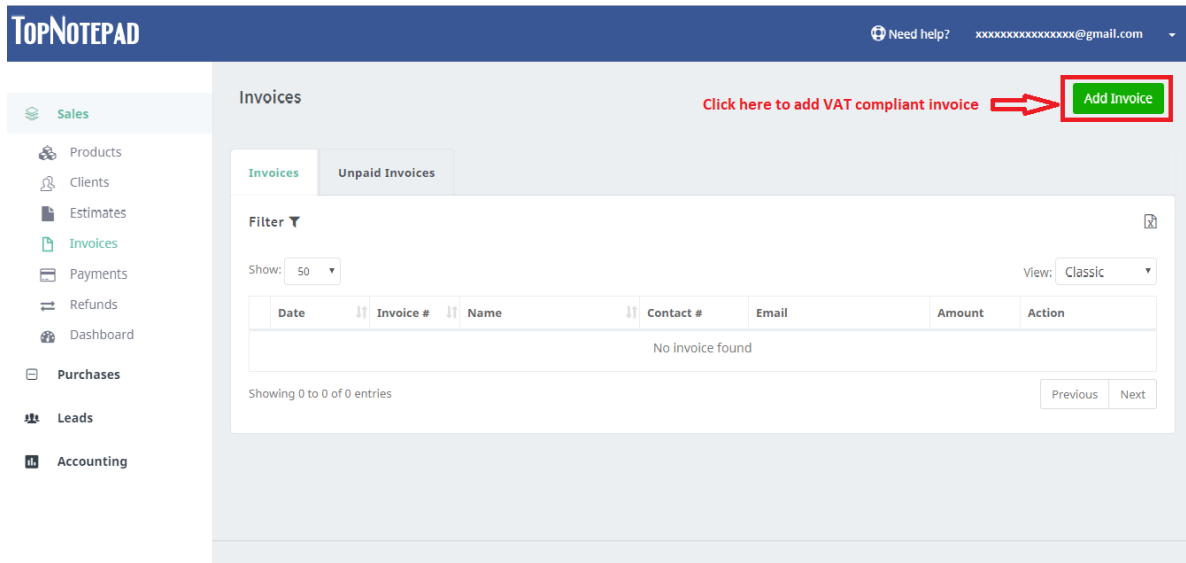 TOPNOTEPAD
Need help? xxxxxxxxxxxxxxxx@gmail.com
Sales
Products
Clients
Estimates
Invoices
Payments
Refunds
Dashboard
Purchases
Leads
Accounting
Invoices
Click here to add VAT compliant invoice
Add Invoice
Invoices Unpaid Invoices
Filter
Show: 50 View: Classic
Date Invoice # Name Contact # Email Amount Action
No invoice found
Showing 0 to 0 of 0 entries Previous Next